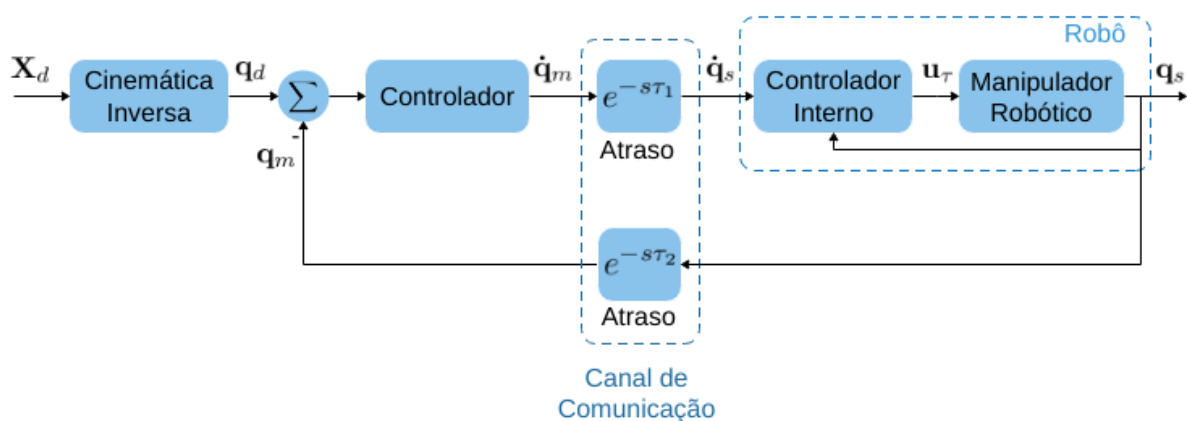 Robô
X_d
Cinemática
Inversa
q_d
∑
Controlador
q̇_m
e^{-sτ_1}
Atraso
q̇_s
Controlador
Interno
u_τ
Manipulador
Robótico
q_s
-
q_m
e^{-sτ_2}
Atraso
Canal de
Comunicação